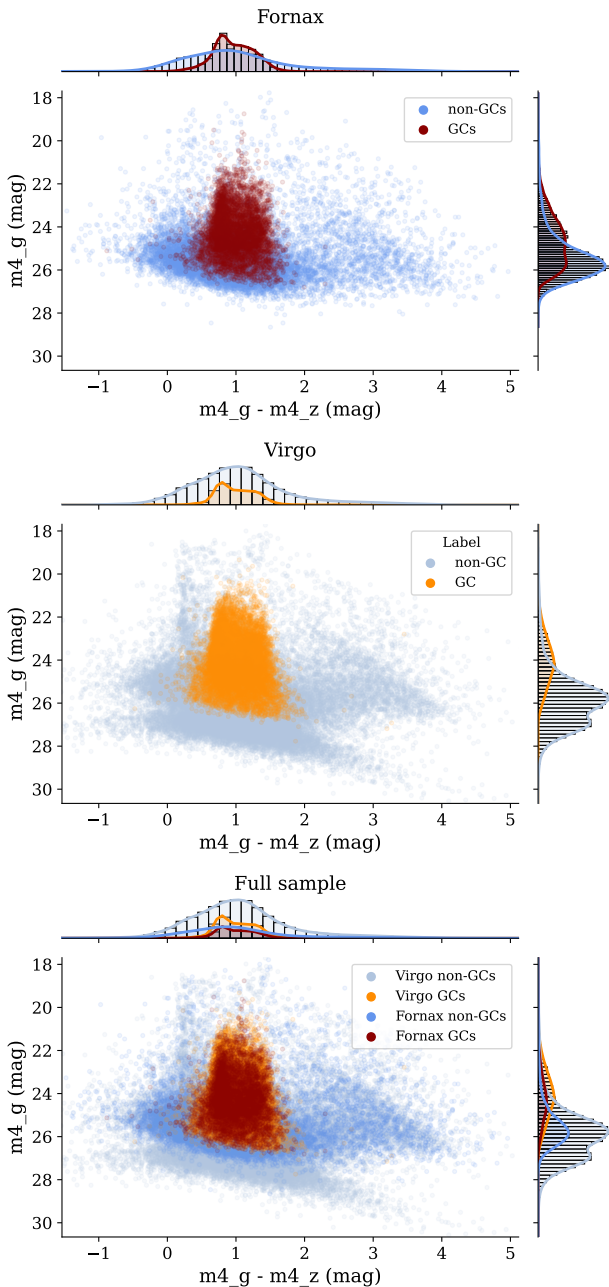 Fornax
18
20
22
24
26
28
30
m4_g (mag)
non-GCs
GCs
−1 0 1 2 3 4 5
m4_g - m4_z (mag)
Virgo
18
20
22
24
26
28
30
m4_g (mag)
Label
non-GC
GC
−1 0 1 2 3 4 5
m4_g - m4_z (mag)
Full sample
18
20
22
24
26
28
30
m4_g (mag)
Virgo non-GCs
Virgo GCs
Fornax non-GCs
Fornax GCs
−1 0 1 2 3 4 5
m4_g - m4_z (mag)